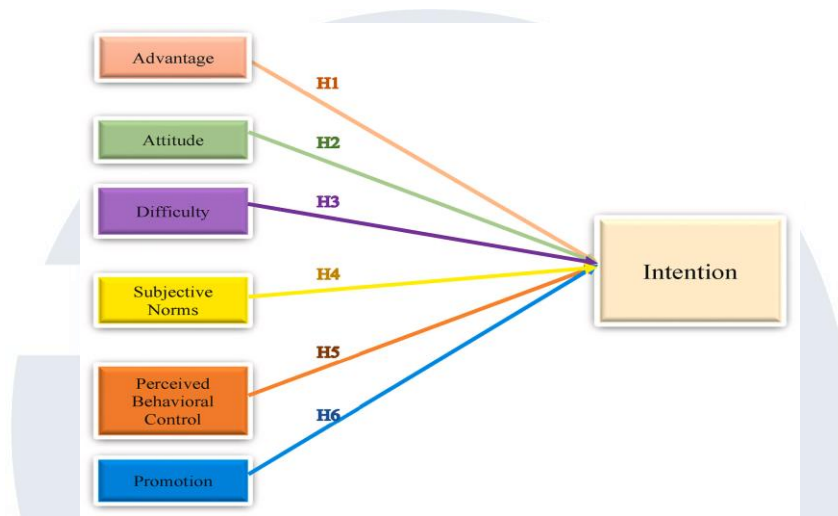 Advantage
H1
Attitude
H2
Difficulty
H3
Intention
Subjective
Norms
H4
Perceived
Behavioral
Control
H5
Promotion
H6